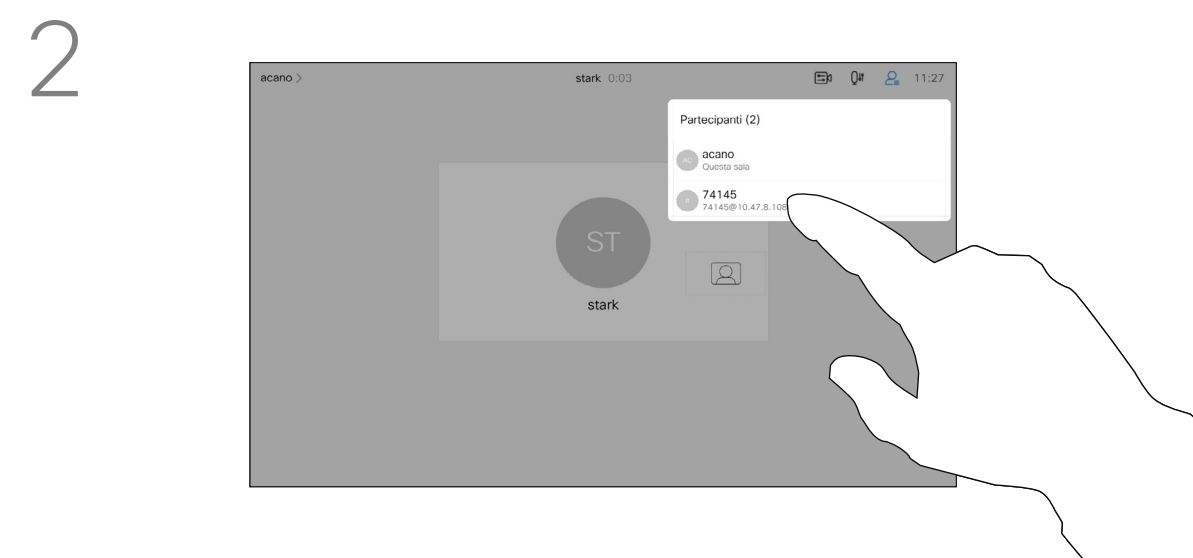 2
acano >
stark 0:03
11:27
Partecipanti (2)
AC
acano
Questa sala
74145
74145@10.47.8.108
ST
stark